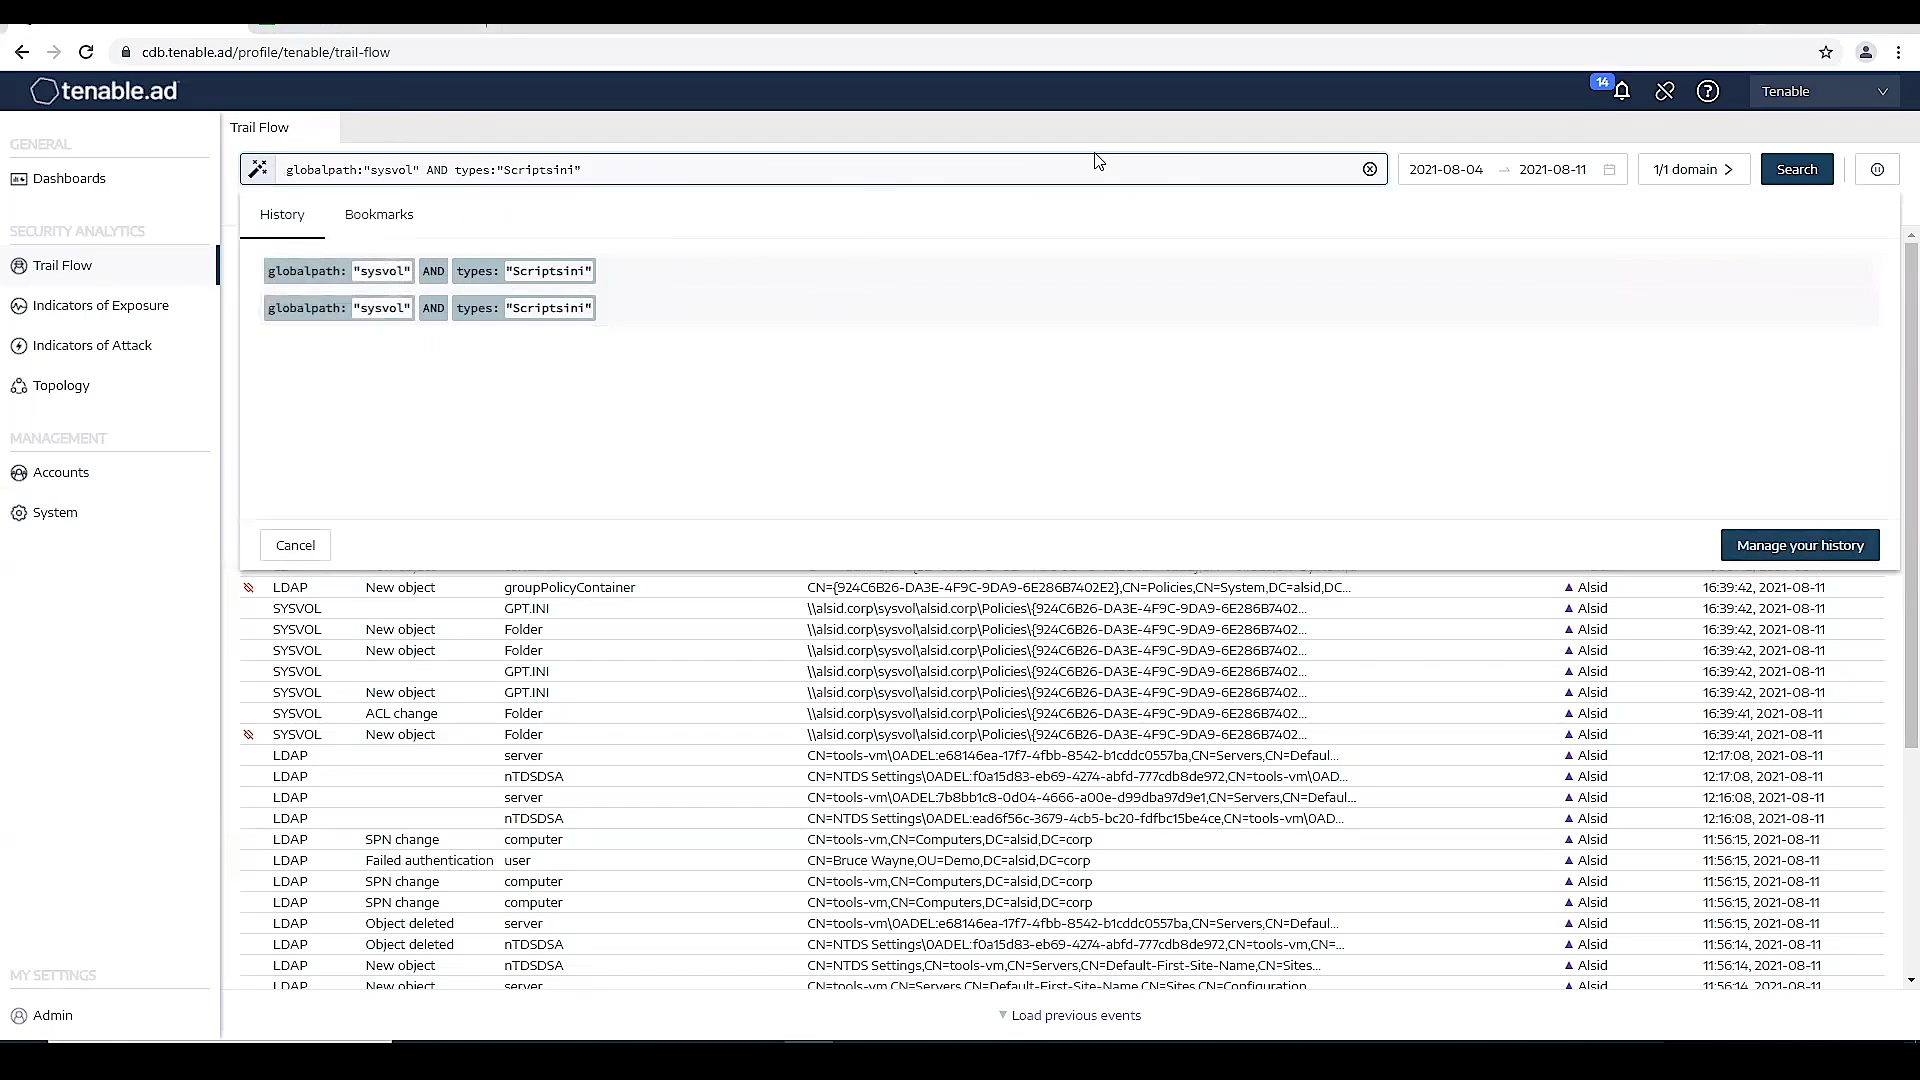 cdb.tenable.ad/profile/tenable/trail-flow
tenable.ad
14
Tenable
GENERAL
Dashboards
SECURITY ANALYTICS
Trail Flow
Indicators of Exposure
Indicators of Attack
Topology
MANAGEMENT
Accounts
System
MY SETTINGS
Admin
Trail Flow
globalpath:"sysvol" AND types:"Scriptsini"
2021-08-04 → 2021-08-11
1/1 domain >
Search
History Bookmarks
globalpath: "sysvol" AND types: "Scriptsini"
globalpath: "sysvol" AND types: "Scriptsini"
Cancel
Manage your history
LDAP New object groupPolicyContainer CN={924C6B26-DA3E-4F9C-9DA9-6E286B7402E2},CN=Policies,CN=System,DC=alsid,DC... Alsid 16:39:42, 2021-08-11
SYSVOL GPT.INI \\alsid.corp\sysvol\alsid.corp\Policies\{924C6B26-DA3E-4F9C-9DA9-6E286B7402... Alsid 16:39:42, 2021-08-11
SYSVOL New object Folder \\alsid.corp\sysvol\alsid.corp\Policies\{924C6B26-DA3E-4F9C-9DA9-6E286B7402... Alsid 16:39:42, 2021-08-11
SYSVOL New object Folder \\alsid.corp\sysvol\alsid.corp\Policies\{924C6B26-DA3E-4F9C-9DA9-6E286B7402... Alsid 16:39:42, 2021-08-11
SYSVOL GPT.INI \\alsid.corp\sysvol\alsid.corp\Policies\{924C6B26-DA3E-4F9C-9DA9-6E286B7402... Alsid 16:39:42, 2021-08-11
SYSVOL New object GPT.INI \\alsid.corp\sysvol\alsid.corp\Policies\{924C6B26-DA3E-4F9C-9DA9-6E286B7402... Alsid 16:39:42, 2021-08-11
SYSVOL ACL change Folder \\alsid.corp\sysvol\alsid.corp\Policies\{924C6B26-DA3E-4F9C-9DA9-6E286B7402... Alsid 16:39:41, 2021-08-11
SYSVOL New object Folder \\alsid.corp\sysvol\alsid.corp\Policies\{924C6B26-DA3E-4F9C-9DA9-6E286B7402... Alsid 16:39:41, 2021-08-11
LDAP server CN=tools-vm\0ADEL:e68146ea-17f7-4fbb-8542-b1cddc0557ba,CN=Servers,CN=Defaul... Alsid 12:17:08, 2021-08-11
LDAP nTDSDSA CN=NTDS Settings\0ADEL:f0a15d83-eb69-4274-abfd-777cdb8de972,CN=tools-vm\0AD... Alsid 12:17:08, 2021-08-11
LDAP server CN=tools-vm\0ADEL:7b8bb1c8-0d04-4666-a00e-d99dba97d9e1,CN=Servers,CN=Defaul... Alsid 12:16:08, 2021-08-11
LDAP nTDSDSA CN=NTDS Settings\0ADEL:ead6f56c-3679-4cb5-bc20-fdfbc15be4ce,CN=tools-vm\0AD... Alsid 12:16:08, 2021-08-11
LDAP SPN change computer CN=tools-vm,CN=Computers,DC=alsid,DC=corp Alsid 11:56:15, 2021-08-11
LDAP Failed authentication user CN=Bruce Wayne,OU=Demo,DC=alsid,DC=corp Alsid 11:56:15, 2021-08-11
LDAP SPN change computer CN=tools-vm,CN=Computers,DC=alsid,DC=corp Alsid 11:56:15, 2021-08-11
LDAP SPN change computer CN=tools-vm,CN=Computers,DC=alsid,DC=corp Alsid 11:56:15, 2021-08-11
LDAP Object deleted server CN=tools-vm\0ADEL:e68146ea-17f7-4fbb-8542-b1cddc0557ba,CN=Servers,CN=Defaul... Alsid 11:56:15, 2021-08-11
LDAP Object deleted nTDSDSA CN=NTDS Settings\0ADEL:f0a15d83-eb69-4274-abfd-777cdb8de972,CN=tools-vm,CN=... Alsid 11:56:14, 2021-08-11
LDAP New object nTDSDSA CN=NTDS Settings,CN=tools-vm,CN=Servers,CN=Default-First-Site-Name,CN=Sites... Alsid 11:56:14, 2021-08-11
LDAP New object server CN=tools-vm,CN=Servers,CN=Default-First-Site-Name,CN=Sites,CN=Configuration Alsid 11:56:14, 2021-08-11
Load previous events